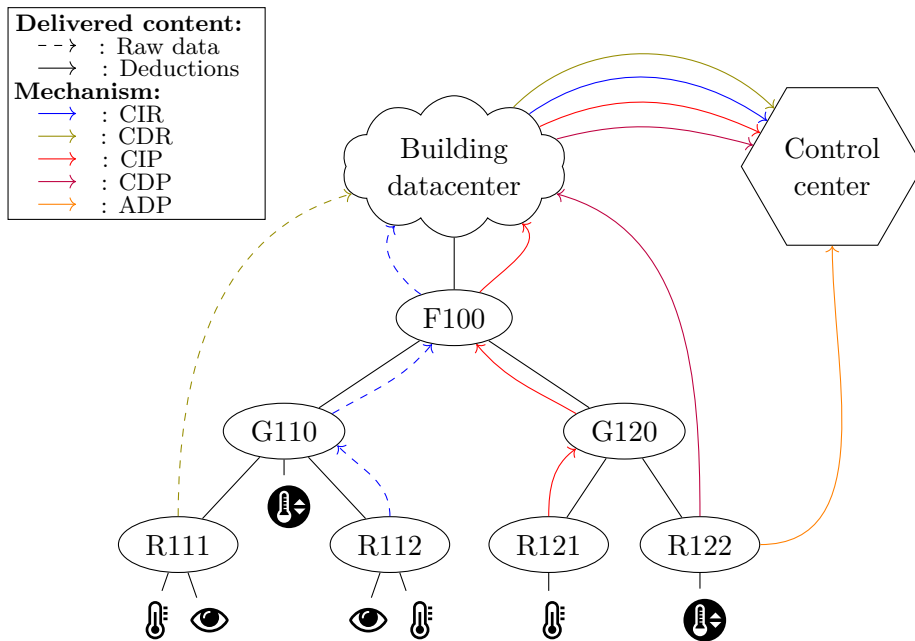 Delivered content:
: Raw data
: Deductions
Mechanism:
: CIR
: CDR
: CIP
: CDP
: ADP
Building
datacenter
Control
center
F100
G110
G120
R111
R112
R121
R122